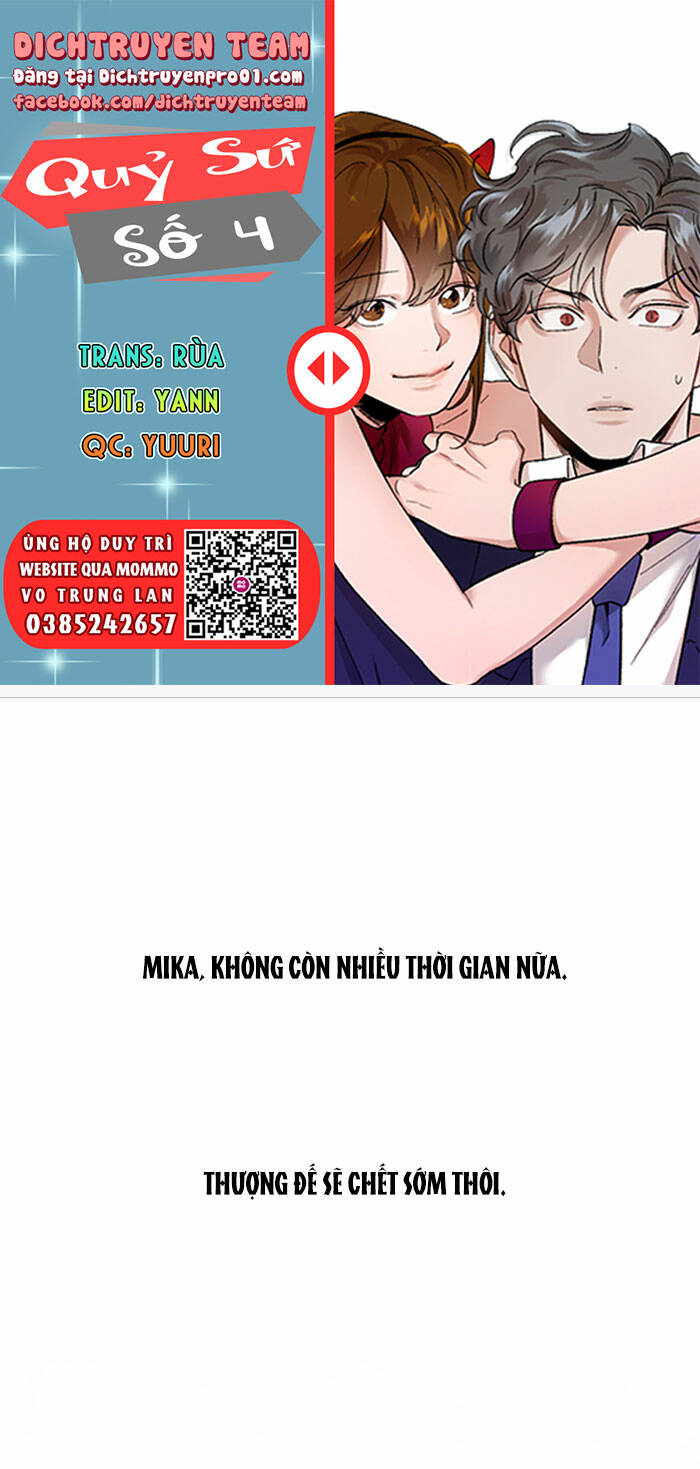 DICHTRUYEN TEAM
Đăng tại Dichtruyenpro01.com
facebook.com/dichtruyenteam
Quỷ Sứ
Số 4
TRANS: RÙA
EDIT: YANN
QC: YUURI
ỦNG HỘ DUY TRÌ
WEBSITE QUA MOMMO
VO TRUNG LAN
0385242657
MIKA, KHÔNG CÒN NHIỀU THỜI GIAN NỮA.
THƯỢNG ĐẾ SẼ CHẾT SỚM THÔI.